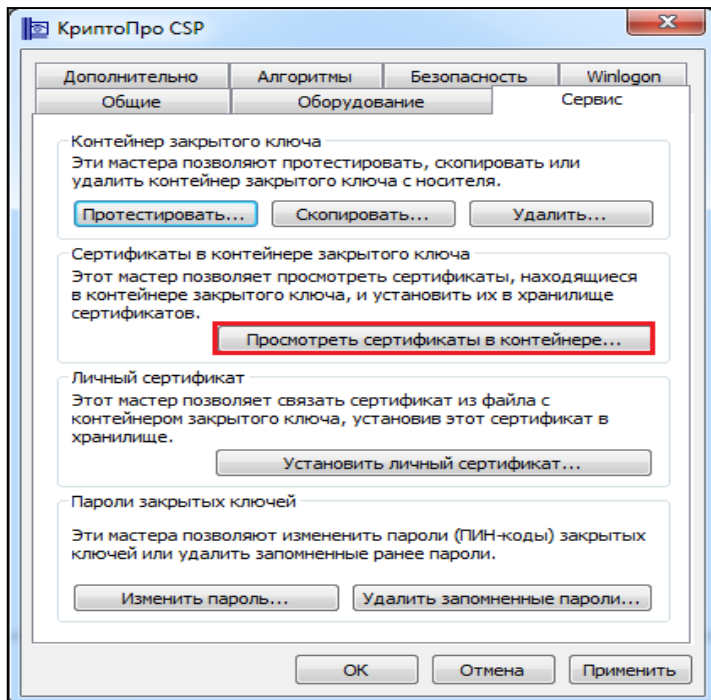 КриптоПро CSP
Дополнительно Алгоритмы Безопасность Winlogon
Общие Оборудование Сервис
Контейнер закрытого ключа
Эти мастера позволяют протестировать, скопировать или
удалить контейнер закрытого ключа с носителя.
Протестировать... Скопировать... Удалить...
Сертификаты в контейнере закрытого ключа
Этот мастер позволяет просмотреть сертификаты, находящиеся
в контейнере закрытого ключа, и установить их в хранилище
сертификатов.
Просмотреть сертификаты в контейнере...
Личный сертификат
Этот мастер позволяет связать сертификат из файла с
контейнером закрытого ключа, установив этот сертификат в
хранилище.
Установить личный сертификат...
Пароли закрытых ключей
Эти мастера позволяют измененить пароли (ПИН-коды) закрытых
ключей или удалить запомненные ранее пароли.
Изменить пароль... Удалить запомненные пароли...
ОК Отмена Применить